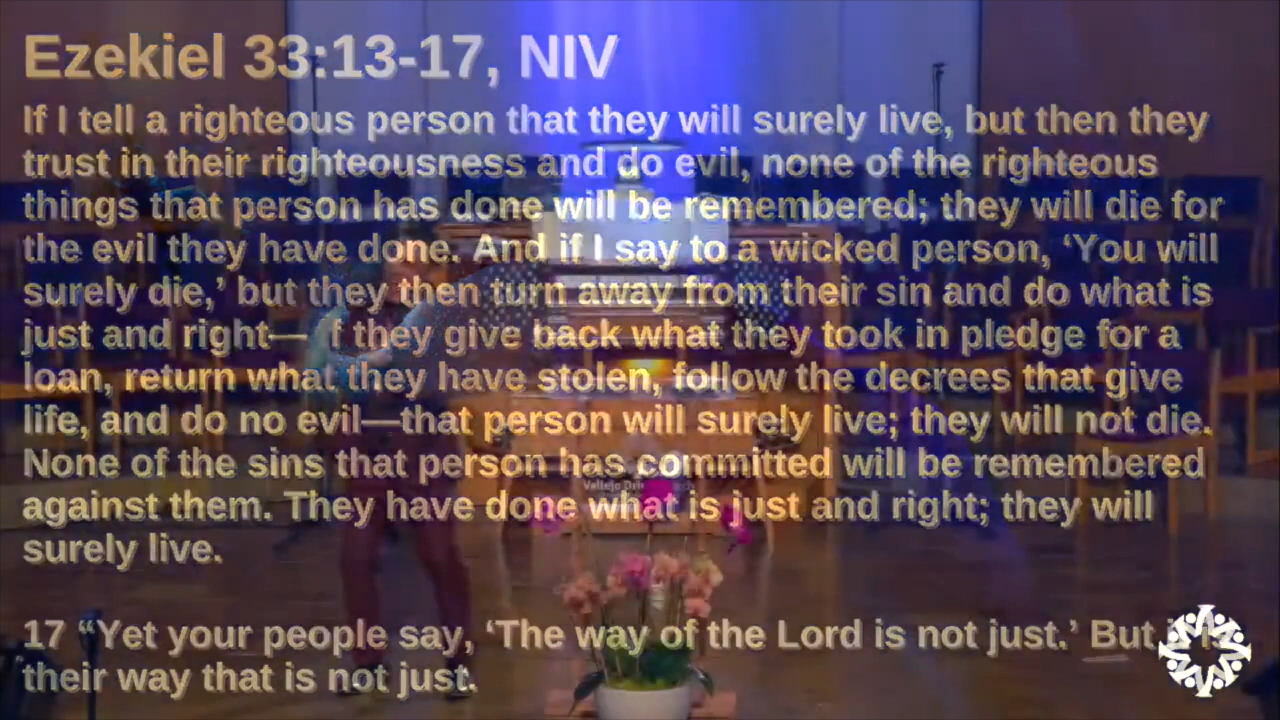 Ezekiel 33:13-17, NIV
If I tell a righteous person that they will surely live, but then they
trust in their righteousness and do evil, none of the righteous
things that person has done will be remembered; they will die for
the evil they have done. And if I say to a wicked person, ‘You will
surely die,’ but they then turn away from their sin and do what is
just and right— if they give back what they took in pledge for a
loan, return what they have stolen, follow the decrees that give
life, and do no evil—that person will surely live; they will not die.
None of the sins that person has committed will be remembered
against them. They have done what is just and right; they will
surely live.
17 “Yet your people say, ‘The way of the Lord is not just.’ But
their way that is not just.
Vallejo